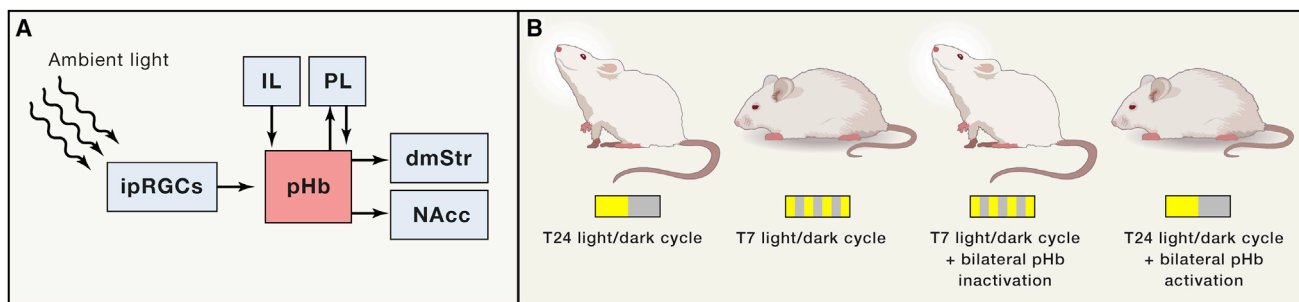 A
Ambient light
IL
PL
ipRGCs
pHb
dmStr
NAcc
B
T24 light/dark cycle
T7 light/dark cycle
T7 light/dark cycle
+ bilateral pHb
inactivation
T24 light/dark cycle
+ bilateral pHb
activation